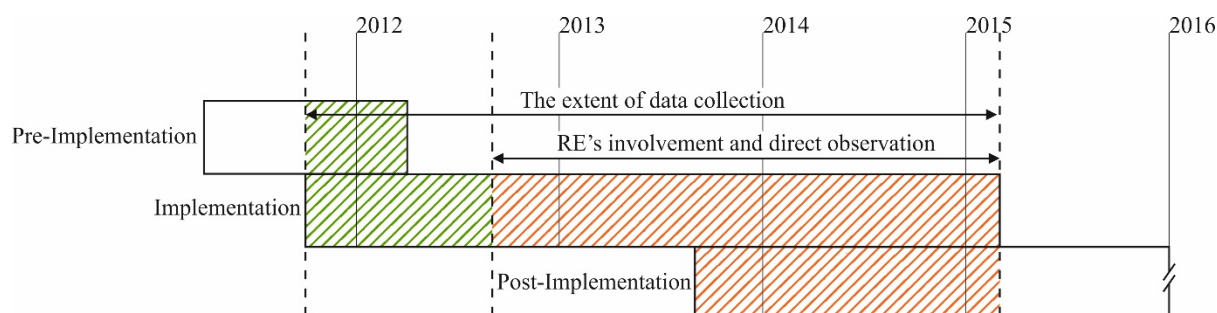 2012
2013
2014
2015
2016
The extent of data collection
Pre-Implementation
RE’s involvement and direct observation
Implementation
Post-Implementation